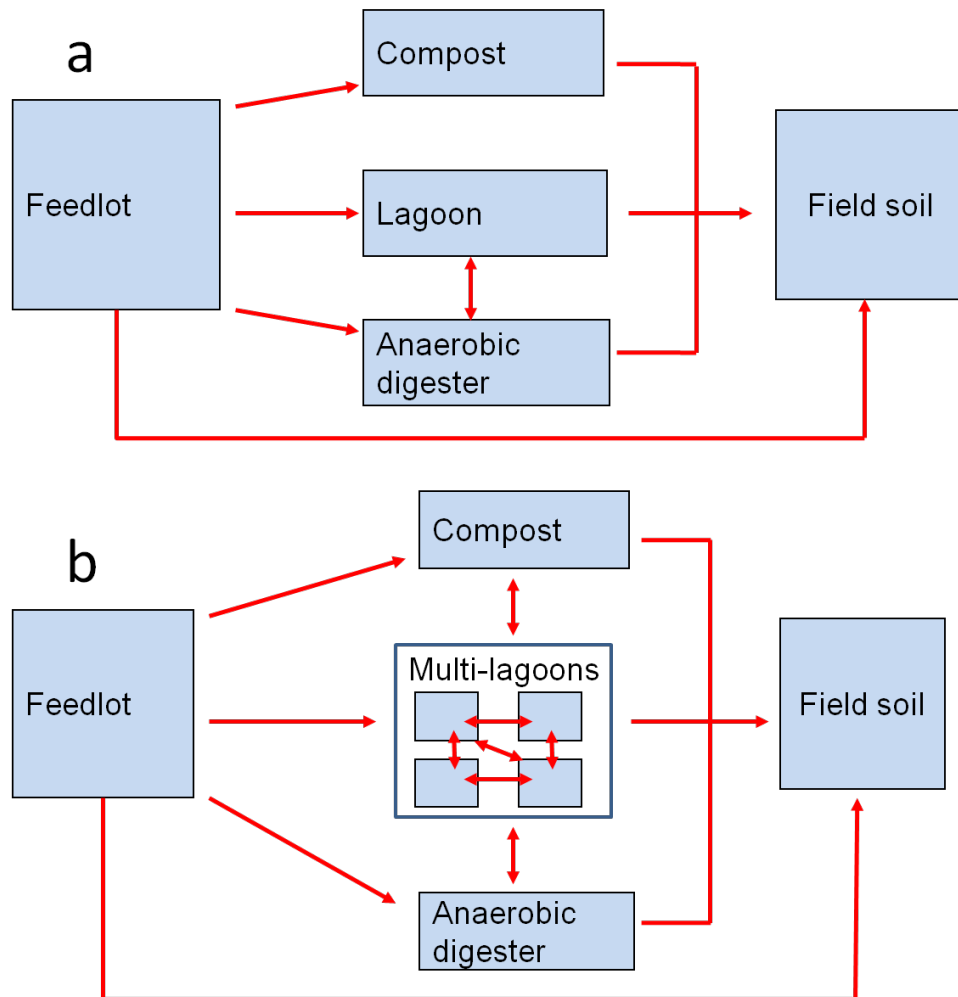 a
Compost
Feedlot
Lagoon
Field soil
Anaerobic
digester
b
Compost
Multi-lagoons
Feedlot
Field soil
Anaerobic
digester